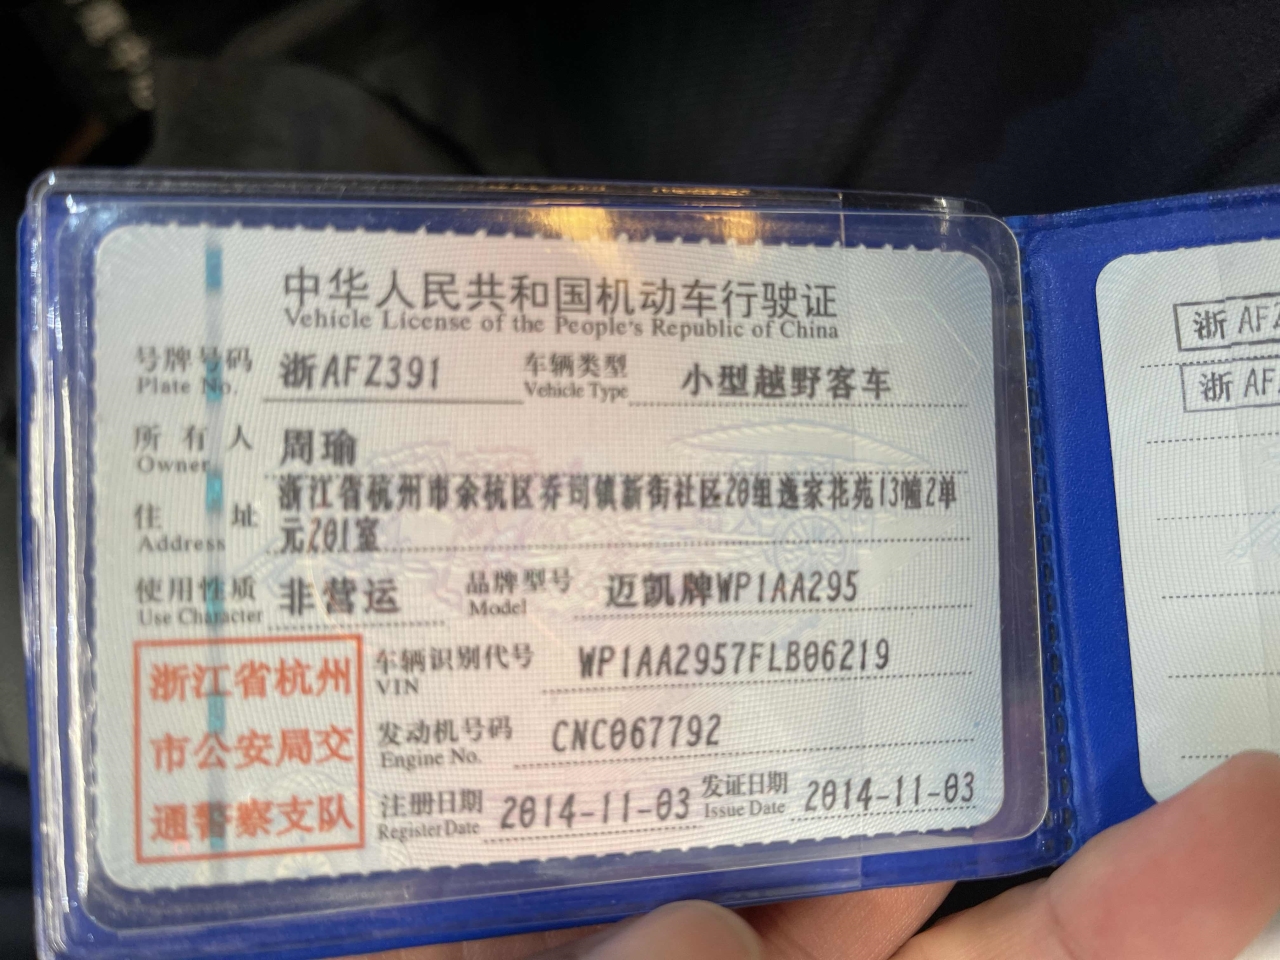 中华人民共和国机动车行驶证
Vehicle License of the People's Republic of China
号牌号码 浙AFZ391 车辆类型 小型越野客车
Plate No. Vehicle Type
所有人 周瑜
Owner
浙江省杭州市余杭区乔司镇新街社区20组逸家花苑13幢2单
住址 元201室
Address
使用性质 非营运 品牌型号 迈凯牌WP1AA295
Use Character Model
浙江省杭州
市公安局交
通警察支队
车辆识别代号 WP1AA2957FLB06219
VIN
发动机号码 CNC067792
Engine No.
注册日期 2014-11-03 发证日期 2014-11-03
Register Date Issue Date
浙 AFZ
浙 AF